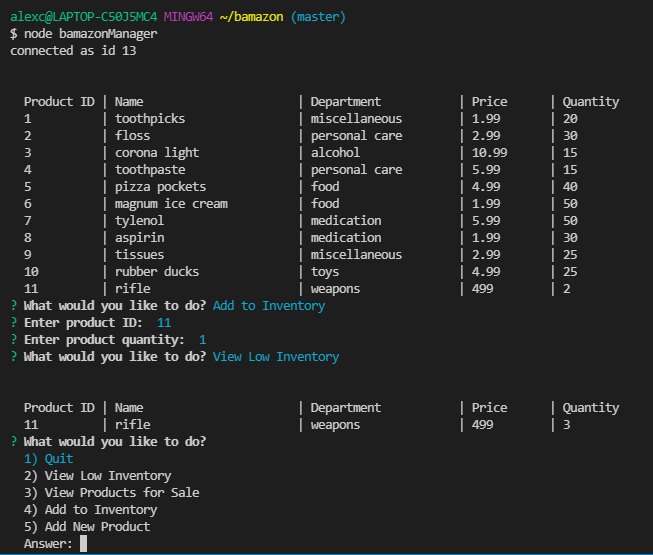 alexc@LAPTOP-C50J5MC4 MINGW64 ~/bamazon (master)
$ node bamazonManager
connected as id 13
Product ID | Name | Department | Price | Quantity
1 | toothpicks | miscellaneous | 1.99 | 20
2 | floss | personal care | 2.99 | 30
3 | corona light | alcohol | 10.99 | 15
4 | toothpaste | personal care | 5.99 | 15
5 | pizza pockets | food | 4.99 | 40
6 | magnum ice cream | food | 1.99 | 50
7 | tylenol | medication | 5.99 | 50
8 | aspirin | medication | 1.99 | 30
9 | tissues | miscellaneous | 2.99 | 25
10 | rubber ducks | toys | 4.99 | 25
11 | rifle | weapons | 499 | 2
? What would you like to do? Add to Inventory
? Enter product ID: 11
? Enter product quantity: 1
? What would you like to do? View Low Inventory
Product ID | Name | Department | Price | Quantity
11 | rifle | weapons | 499 | 3
? What would you like to do?
1) Quit
2) View Low Inventory
3) View Products for Sale
4) Add to Inventory
5) Add New Product
Answer: